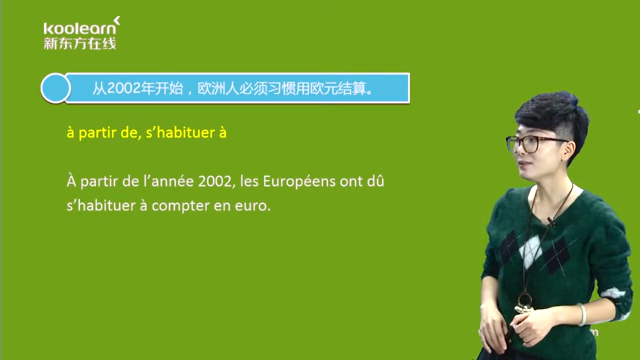 koolearn
新东方在线
从2002年开始，欧洲人必须习惯用欧元结算。
à partir de, s’habituer à
À partir de l’année 2002, les Européens ont dû
s’habituer à compter en euro.